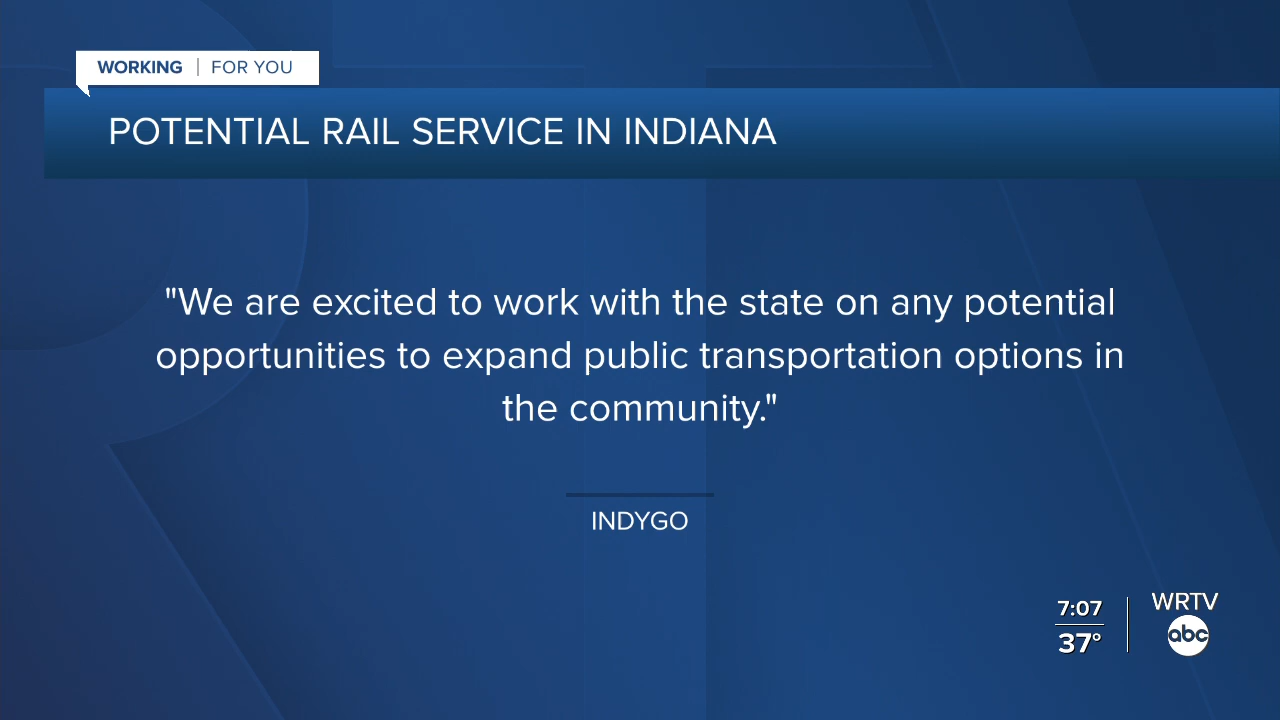 WORKING | FOR YOU
POTENTIAL RAIL SERVICE IN INDIANA
"We are excited to work with the state on any potential
opportunities to expand public transportation options in
the community."
INDYGO
7:07
37°
WRTV
abc